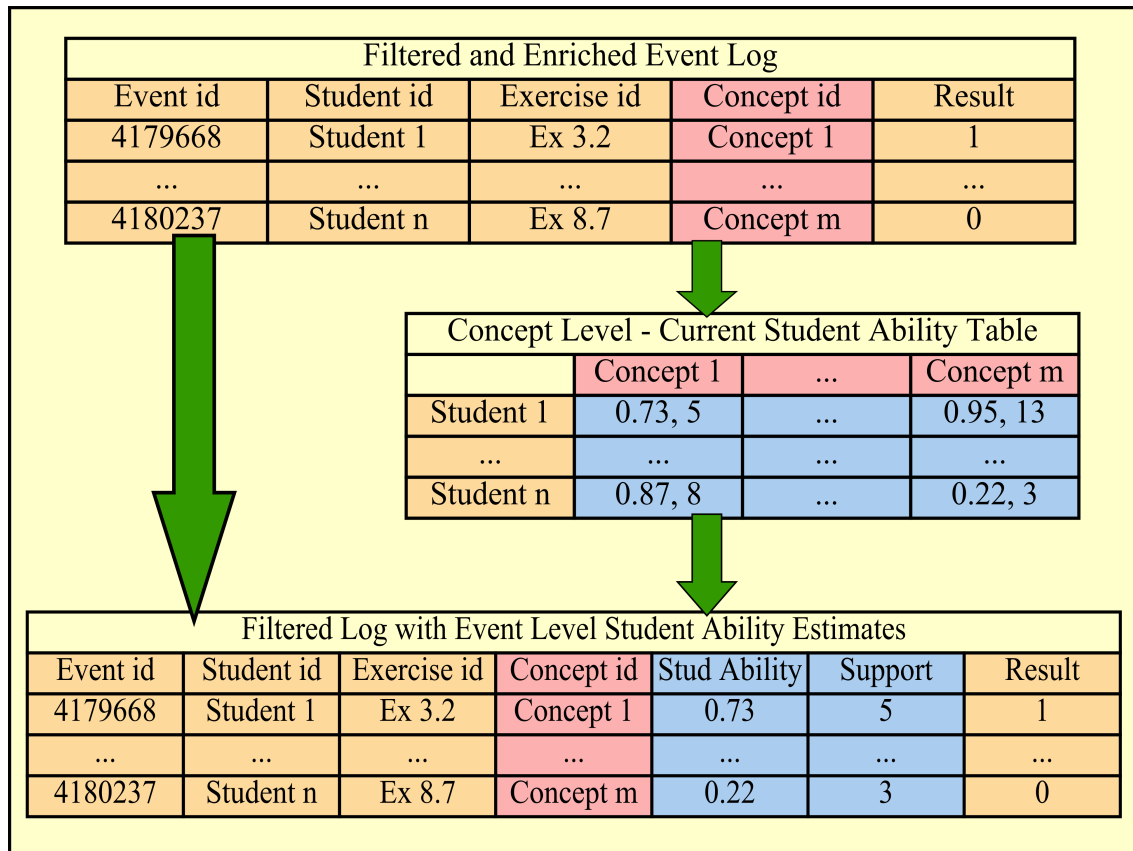 Filtered and Enriched Event Log
Event id Student id Exercise id Concept id Result
4179668 Student 1 Ex 3.2 Concept 1 1
... ... ... ... ...
4180237 Student n Ex 8.7 Concept m 0
Concept Level - Current Student Ability Table
Concept 1 ... Concept m
Student 1 0.73, 5 ... 0.95, 13
... ... ... ...
Student n 0.87, 8 ... 0.22, 3
Filtered Log with Event Level Student Ability Estimates
Event id Student id Exercise id Concept id Stud Ability Support Result
4179668 Student 1 Ex 3.2 Concept 1 0.73 5 1
... ... ... ... ... ... ...
4180237 Student n Ex 8.7 Concept m 0.22 3 0